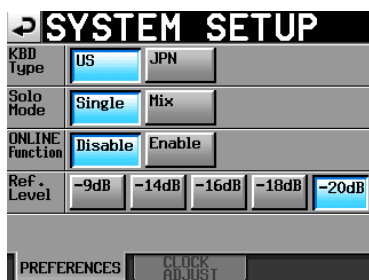 SYSTEM SETUP
KBD Type US JPN
Solo Mode Single Mix
ONLINE Function Disable Enable
Ref. Level -9dB -14dB -16dB -18dB -20dB
PREFERENCES CLOCK ADJUST